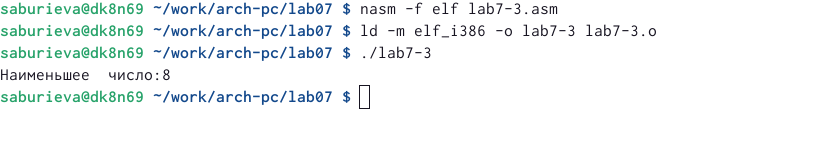 saburieva@dk8n69 ~/work/arch-pc/lab07 $ nasm -f elf lab7-3.asm
saburieva@dk8n69 ~/work/arch-pc/lab07 $ ld -m elf_i386 -o lab7-3 lab7-3.o
saburieva@dk8n69 ~/work/arch-pc/lab07 $ ./lab7-3
Наименьшее  число:8
saburieva@dk8n69 ~/work/arch-pc/lab07 $